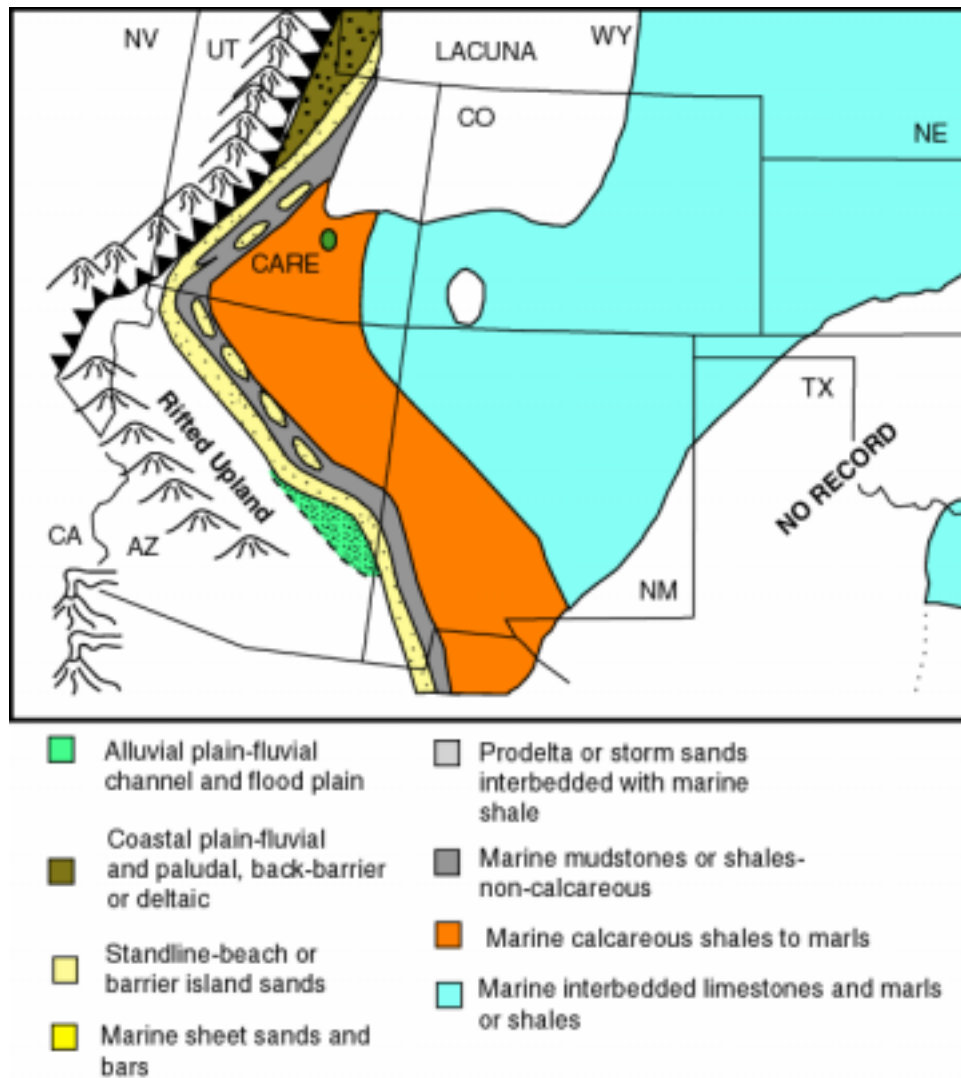 NV
UT
LACUNA
WY
CO
NE
CARE
TX
Rifted Upland
NO RECORD
CA
AZ
NM
Alluvial plain-fluvial
channel and flood plain
Coastal plain-fluvial
and paludal, back-barrier
or deltaic
Standline-beach or
barrier island sands
Marine sheet sands and
bars
Prodelta or storm sands
interbedded with marine
shale
Marine mudstones or shales-
non-calcareous
Marine calcareous shales to marls
Marine interbedded limestones and marls
or shales